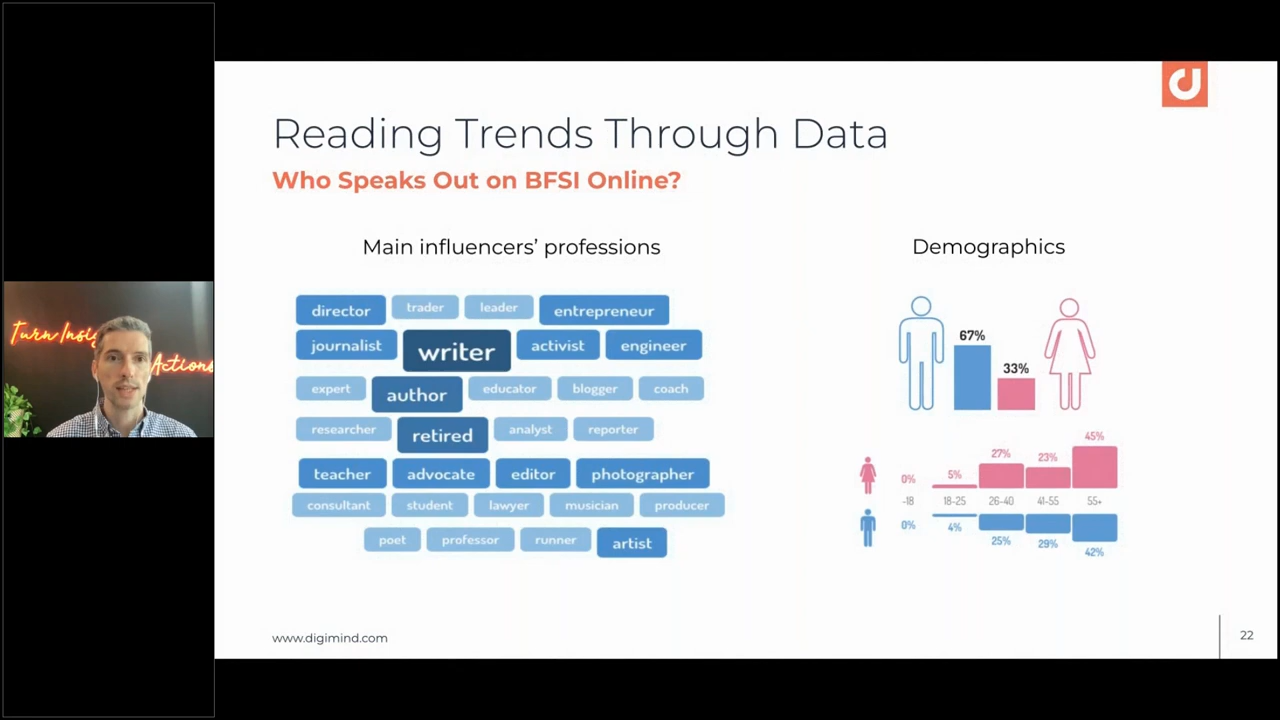 Reading Trends Through Data
Who Speaks Out on BFSI Online?
Main influencers' professions
director trader leader entrepreneur
journalist writer activist engineer
expert author educator blogger coach
researcher retired analyst reporter
teacher advocate editor photographer
consultant student lawyer musician producer
poet professor runner artist
Demographics
67%
33%
0% 5% 27% 23% 45%
-18 18-25 26-40 41-55 55+
0% 4% 25% 29% 42%
Turn
Actions
www.digimind.com
22